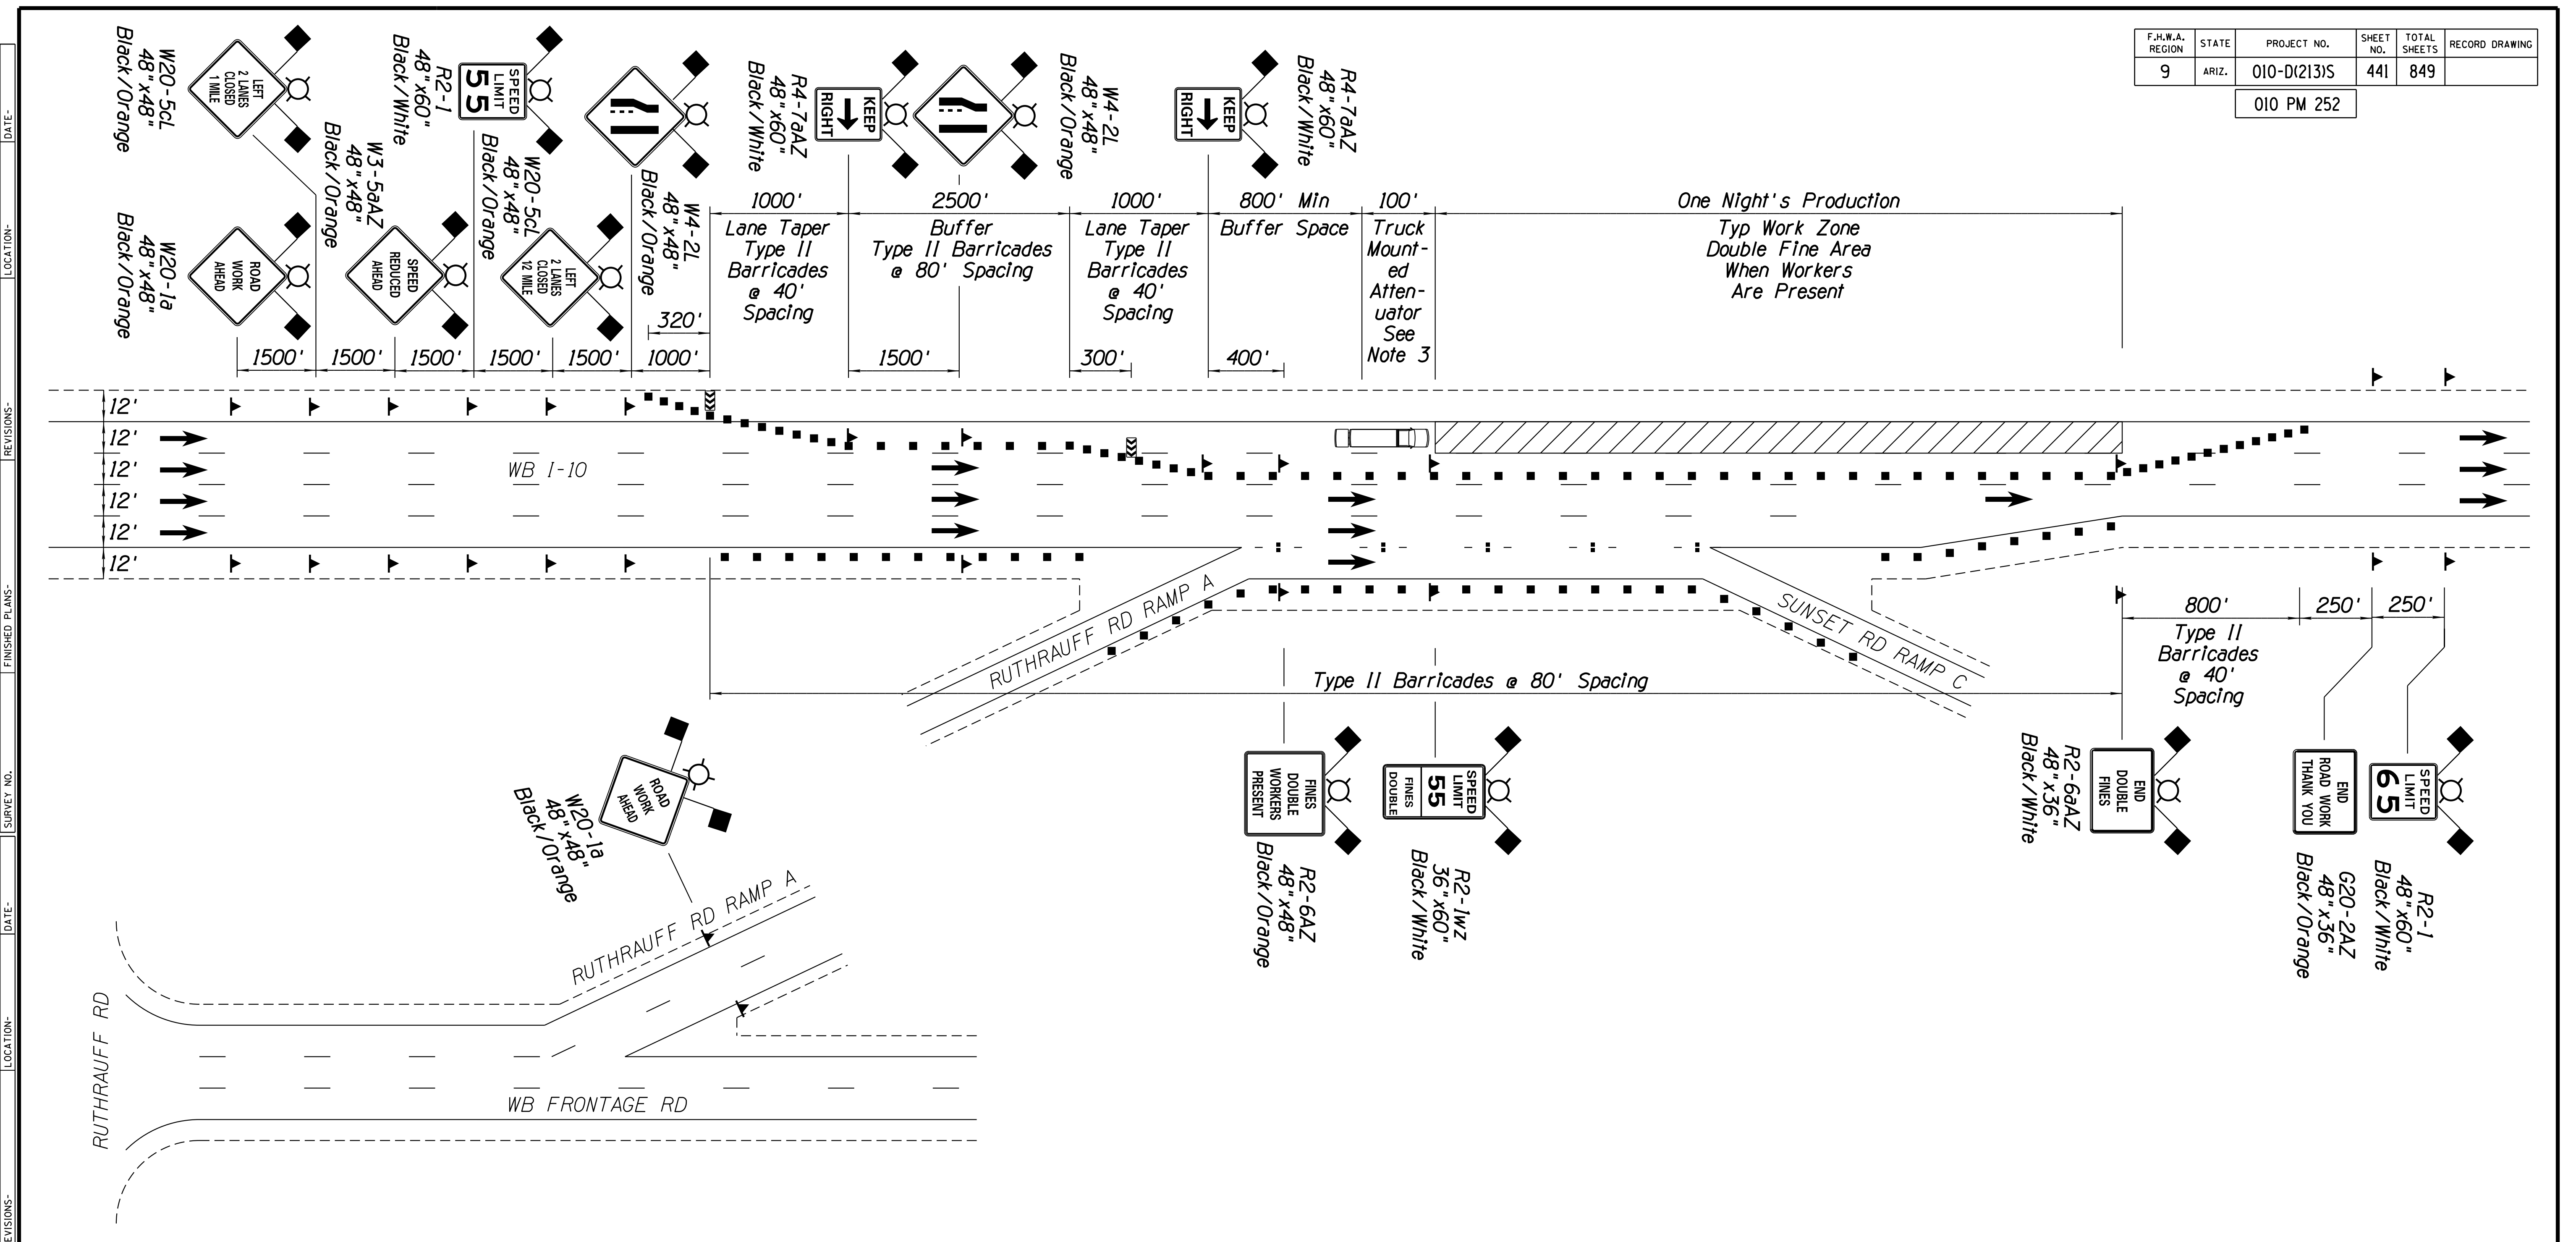 F.H.W.A. REGION
STATE
PROJECT NO.
SHEET NO.
TOTAL SHEETS
RECORD DRAWING
9
ARIZ.
010-D(213)S
441
849
010 PM 252
DATE-
LOCATION-
REVISIONS-
FINISHED PLANS-
SURVEY NO.
DATE-
LOCATION-
EVISIONS-
W20-5cL
48"x48"
Black/Orange
LEFT
2 LANES
CLOSED
1 MILE
W20-1a
48"x48"
Black/Orange
ROAD
WORK
AHEAD
R2-1
48"x60"
Black/White
SPEED
LIMIT
55
W3-5aAZ
48"x48"
Black/Orange
SPEED
REDUCED
AHEAD
W20-5cL
48"x48"
Black/Orange
LEFT
2 LANES
CLOSED
12 MILE
W4-2L
48"x48"
Black/Orange
R4-7aAZ
48"x60"
Black/White
KEEP
RIGHT
W4-2L
48"x48"
Black/Orange
KEEP
RIGHT
R4-7aAZ
48"x60"
Black/White
1000'
Lane Taper
Type II
Barricades
@ 40'
Spacing
2500'
Buffer
Type II Barricades
@ 80' Spacing
1000'
Lane Taper
Type II
Barricades
@ 40'
Spacing
800' Min
Buffer Space
100'
Truck
Mount-
ed
Atten-
uator
See
Note 3
One Night's Production
Typ Work Zone
Double Fine Area
When Workers
Are Present
320'
1500'
1500'
1500'
1500'
1500'
1000'
1500'
300'
400'
12'
12'
12'
12'
12'
12'
WB I-10
RUTHRAUFF RD RAMP A
SUNSET RD RAMP C
Type II Barricades @ 80' Spacing
800'
Type II
Barricades
@ 40'
Spacing
250'
250'
ROAD
WORK
AHEAD
W20-1a
48"x48"
Black/Orange
FINES
DOUBLE
WORKERS
PRESENT
R2-6AZ
48"x48"
Black/Orange
SPEED
LIMIT
55
FINES
DOUBLE
R2-1wz
36"x60"
Black/White
R2-6aAZ
48"x36"
Black/White
END
DOUBLE
FINES
END
ROAD WORK
THANK YOU
G20-2AZ
48"x36"
Black/Orange
SPEED
LIMIT
65
R2-1
48"x60"
Black/White
RUTHRAUFF RD RAMP A
RUTHRAUFF RD
WB FRONTAGE RD